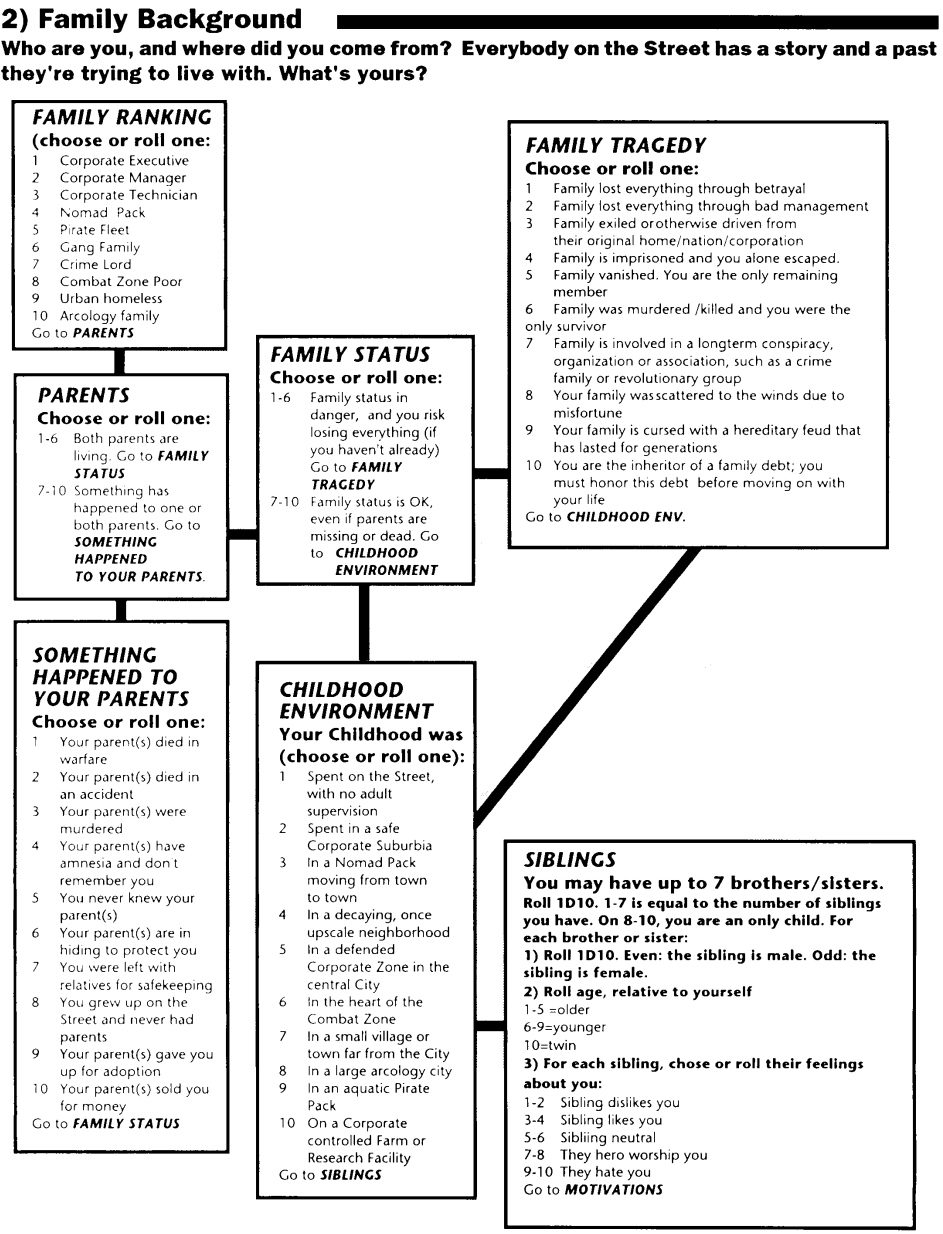 2) Family Background
Who are you, and where did you come from? Everybody on the Street has a story and a past
they're trying to live with. What's yours?
FAMILY RANKING
(choose or roll one:
1 Corporate Executive
2 Corporate Manager
3 Corporate Technician
4 Nomad Pack
5 Pirate Fleet
6 Gang Family
7 Crime Lord
8 Combat Zone Poor
9 Urban homeless
10 Arcology family
Go to PARENTS
PARENTS
Choose or roll one:
1-6 Both parents are
living. Go to FAMILY
STATUS
7-10 Something has
happened to one or
both parents. Go to
SOMETHING
HAPPENED
TO YOUR PARENTS.
SOMETHING
HAPPENED TO
YOUR PARENTS
Choose or roll one:
1 Your parent(s) died in
warfare
2 Your parent(s) died in
an accident
3 Your parent(s) were
murdered
4 Your parent(s) have
amnesia and don t
remember you
5 You never knew your
parent(s)
6 Your parent(s) are in
hiding to protect you
7 You were left with
relatives for safekeeping
8 You grew up on the
Street and never had
parents
9 Your parent(s) gave you
up for adoption
10 Your parent(s) sold you
for money
Go to FAMILY STATUS
FAMILY STATUS
Choose or roll one:
1-6 Family status in
danger, and you risk
losing everything (if
you haven't already)
Go to FAMILY
TRAGEDY
7-10 Family status is OK,
even if parents are
missing or dead. Go
to CHILDHOOD
ENVIRONMENT
CHILDHOOD
ENVIRONMENT
Your Childhood was
(choose or roll one):
1 Spent on the Street,
with no adult
supervision
2 Spent in a safe
Corporate Suburbia
3 In a Nomad Pack
moving from town
to town
4 In a decaying, once
upscale neighborhood
5 In a defended
Corporate Zone in the
central City
6 In the heart of the
Combat Zone
7 In a small village or
town far from the City
8 In a large arcology city
9 In an aquatic Pirate
Pack
10 On a Corporate
controlled Farm or
Research Facility
Go to SIBLINGS
FAMILY TRAGEDY
Choose or roll one:
1 Family lost everything through betrayal
2 Family lost everything through bad management
3 Family exiled orotherwise driven from
their original home/nation/corporation
4 Family is imprisoned and you alone escaped.
5 Family vanished. You are the only remaining
member
6 Family was murdered /killed and you were the
only survivor
7 Family is involved in a longterm conspiracy,
organization or association, such as a crime
family or revolutionary group
8 Your family was scattered to the winds due to
misfortune
9 Your family is cursed with a hereditary feud that
has lasted for generations
10 You are the inheritor of a family debt; you
must honor this debt before moving on with
your life
Go to CHILDHOOD ENV.
SIBLINGS
You may have up to 7 brothers/sisters.
Roll 1D10. 1-7 is equal to the number of siblings
you have. On 8-10, you are an only child. For
each brother or sister:
1) Roll 1D10. Even: the sibling is male. Odd: the
sibling is female.
2) Roll age, relative to yourself
1-5 =older
6-9=younger
10=twin
3) For each sibling, chose or roll their feelings
about you:
1-2 Sibling dislikes you
3-4 Sibling likes you
5-6 Sibliing neutral
7-8 They hero worship you
9-10 They hate you
Go to MOTIVATIONS